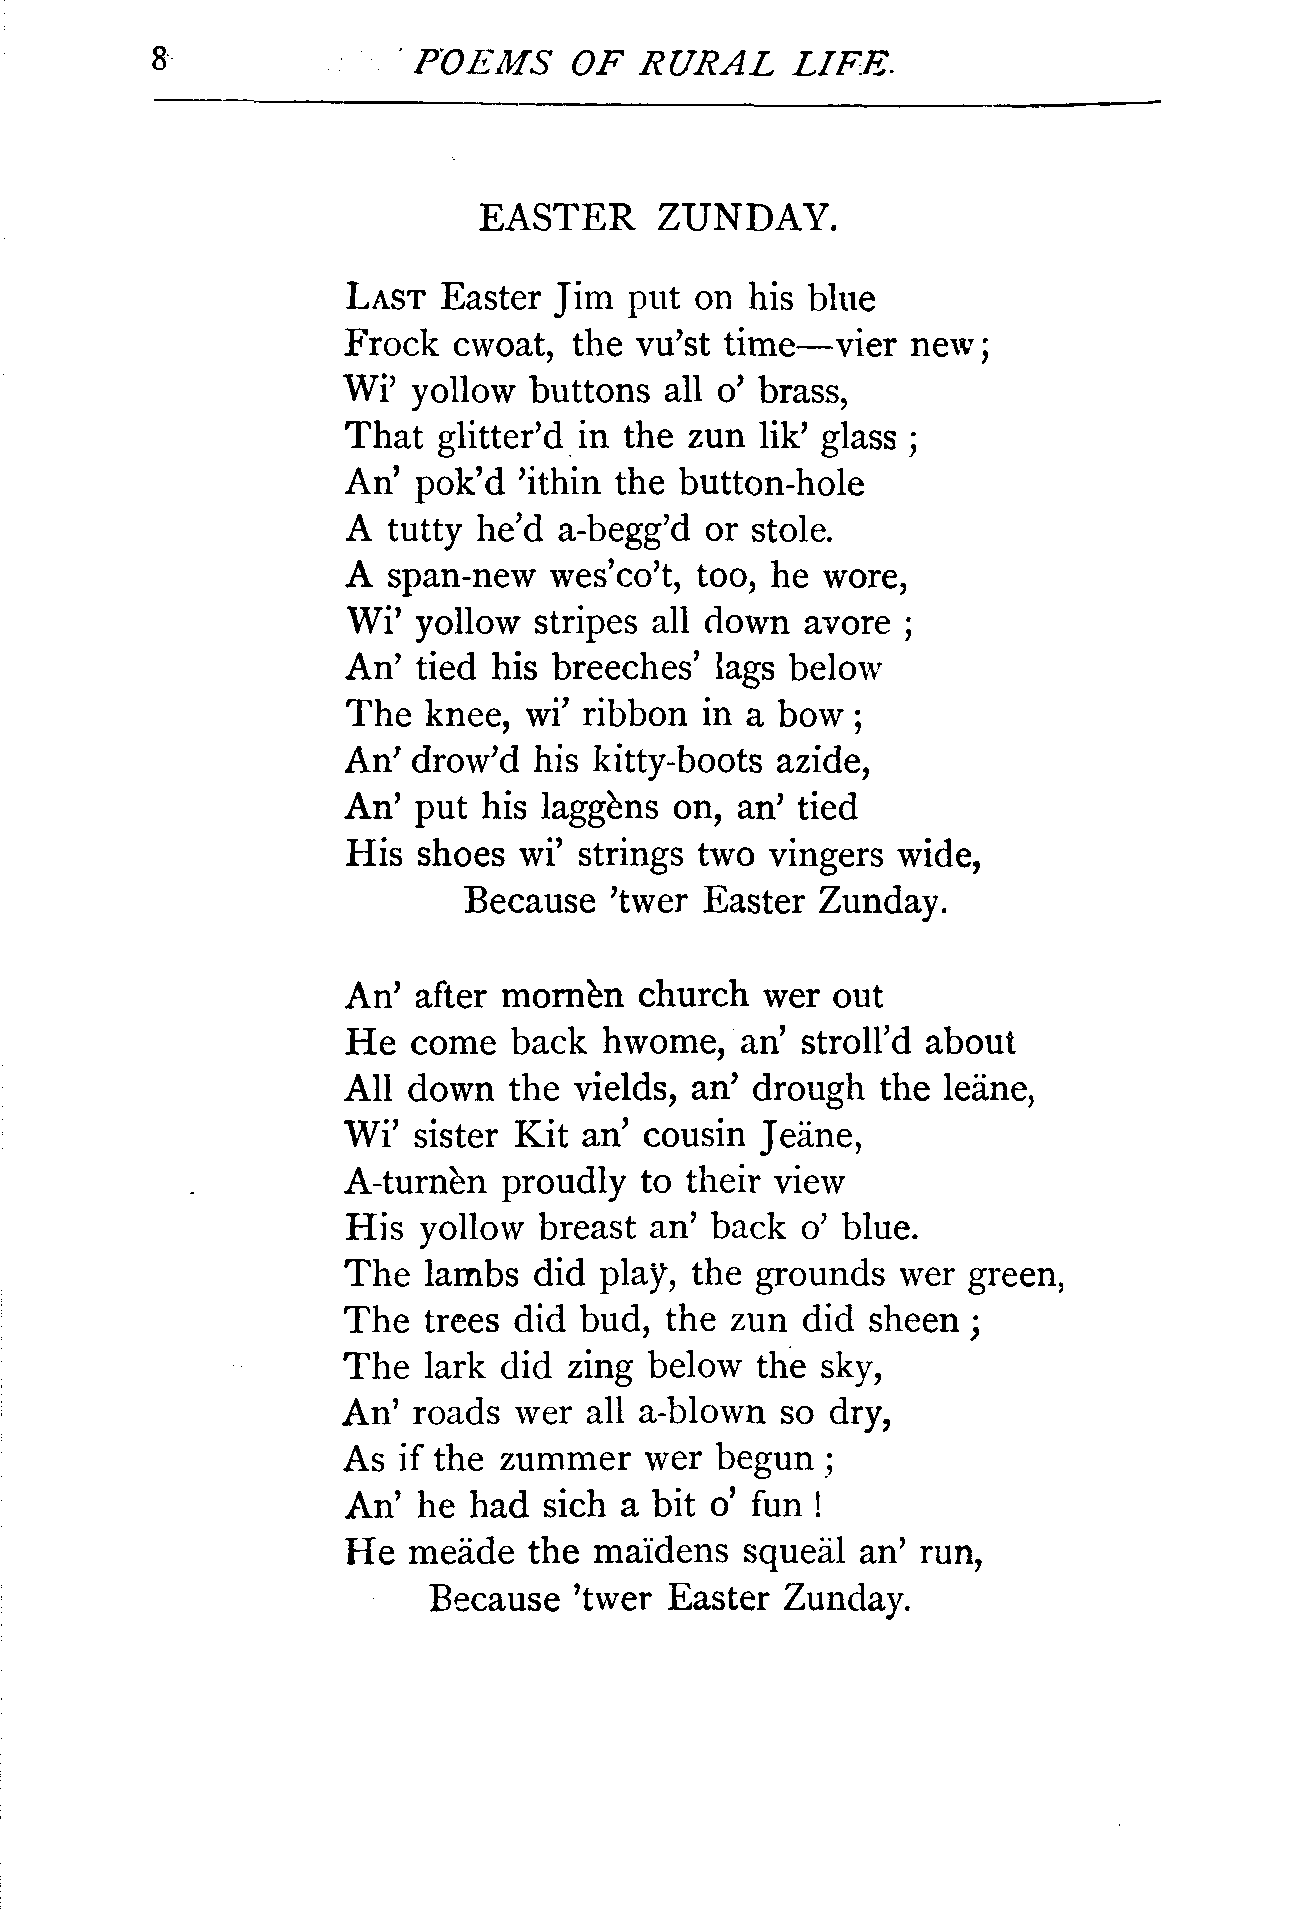 8 POEMS OF RURAL LIFE.
EASTER ZUNDAY.
LAST Easter Jim put on his blue
Frock cwoat, the vu'st time—vier new;
Wi' yollow buttons all o' brass,
That glitter'd in the zun lik' glass ;
An' pok'd 'ithin the button-hole
A tutty he'd a-begg'd or stole.
A span-new wes'co't, too, he wore,
Wi' yollow stripes all down avore ;
An' tied his breeches' lags below
The knee, wi' ribbon in a bow ;
An' drow'd his kitty-boots azide,
An' put his laggèns on, an' tied
His shoes wi' strings two vingers wide,
Because 'twer Easter Zunday.
An' after mornèn church wer out
He come back hwome, an' stroll'd about
All down the vields, an' drough the leäne,
Wi' sister Kit an' cousin Jeäne,
A-turnèn proudly to their view
His yollow breast an' back o' blue.
The lambs did plaÿ, the grounds wer green,
The trees did bud, the zun did sheen ;
The lark did zing below the sky,
An' roads wer all a-blown so dry,
As if the zummer wer begun ;
An' he had sich a bit o' fun !
He meäde the maïdens squeäl an' run,
Because 'twer Easter Zunday.